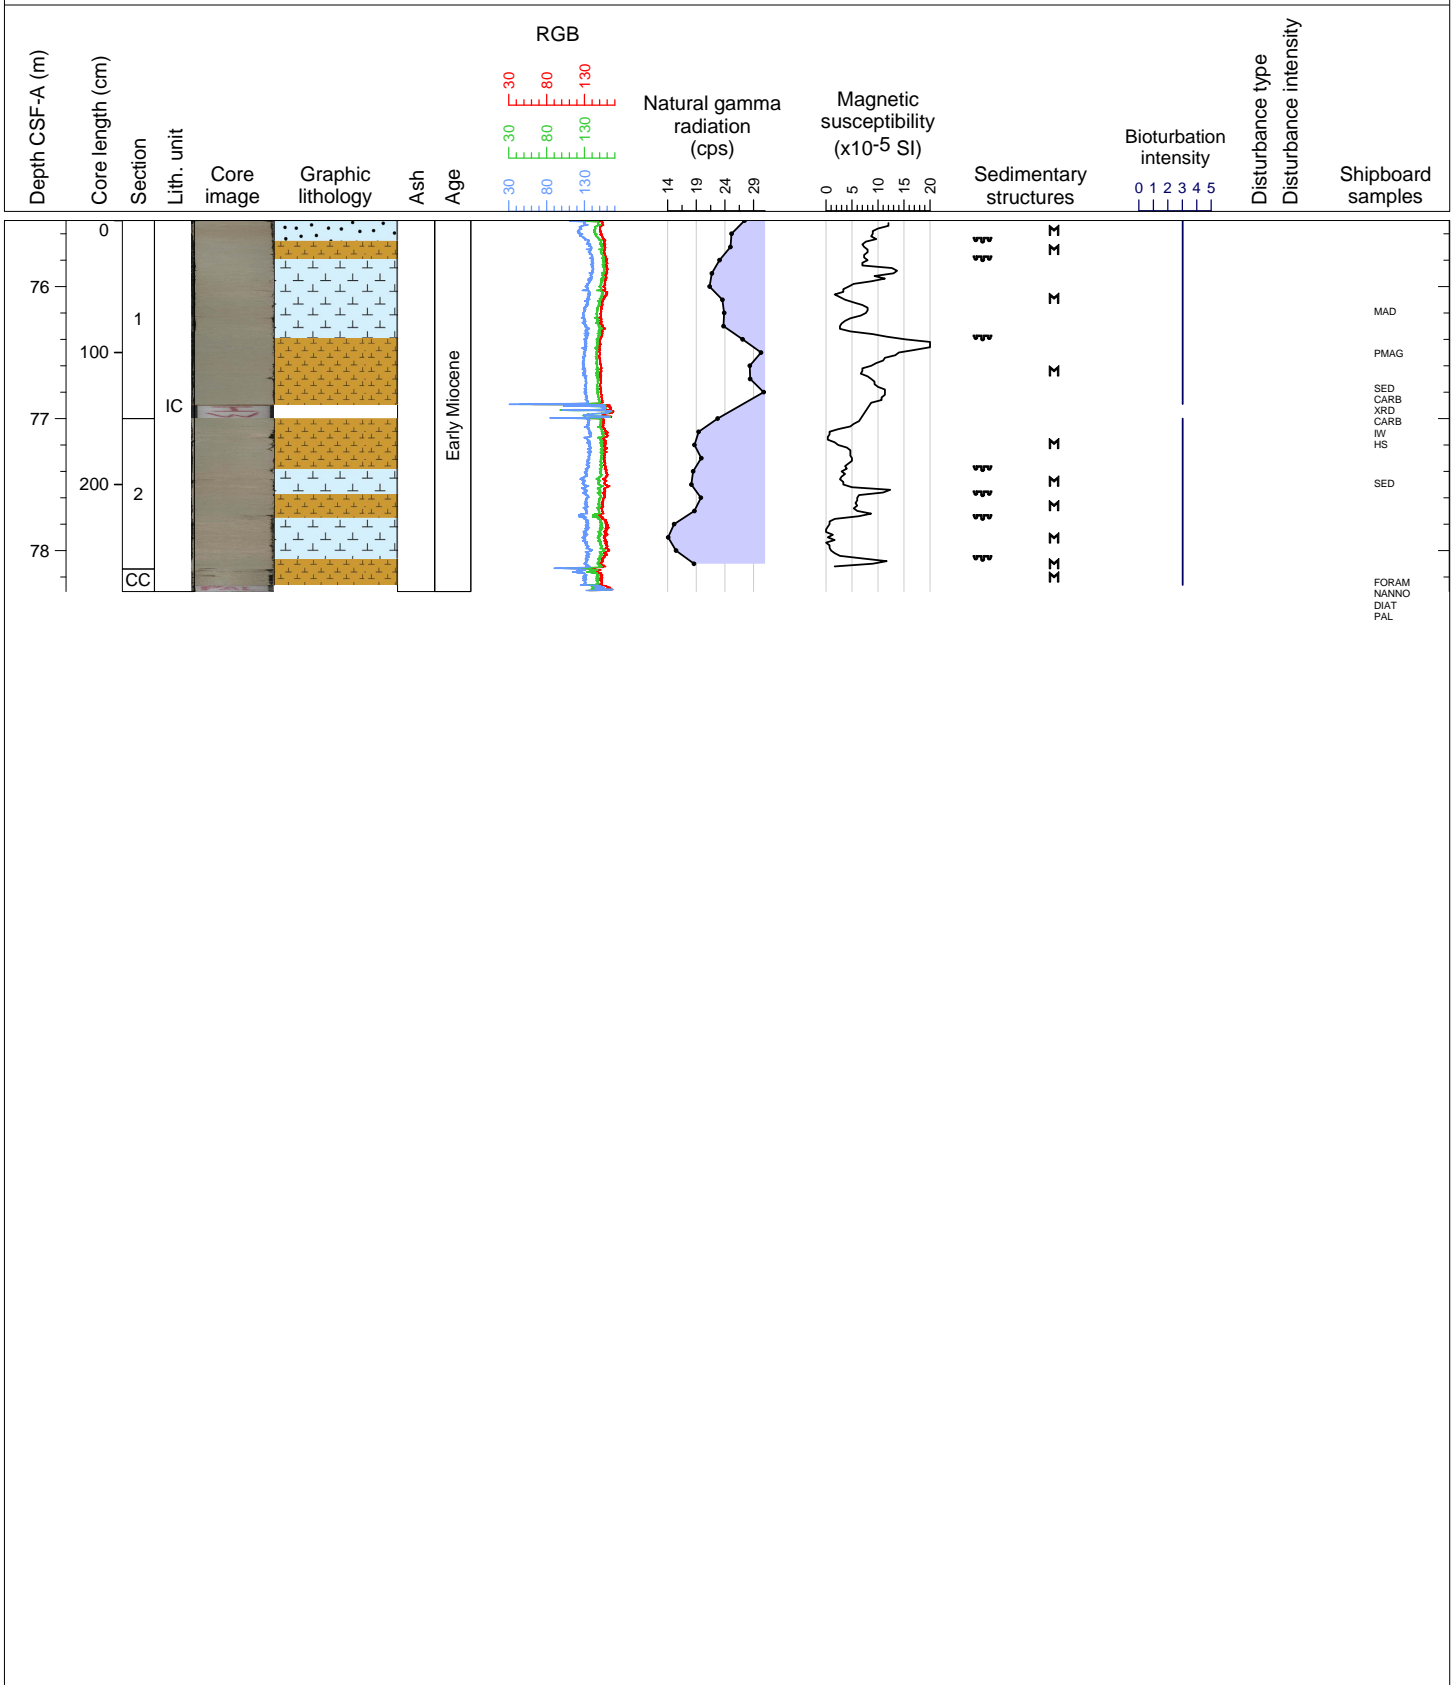 RGB
Depth CSF-A (m)
Core length (cm)
Section
Lith. unit
Core
image
Graphic
lithology
Ash
Age
30 80 130
30 80 130
30 80 130
Natural gamma
radiation
(cps)
14 19 24 29
Magnetic
susceptibility
(x10-5 SI)
0 5 10 15 20
Sedimentary
structures
Bioturbation
intensity
0 1 2 3 4 5
Disturbance type
Disturbance intensity
Shipboard
samples
0
76
100
77
200
78
1
2
CC
IC
Early Miocene
M
M
M
M
M
M
M
M
M
M
MAD
PMAG
SED
CARB
XRD
CARB
IW
HS
SED
FORAM
NANNO
DIAT
PAL